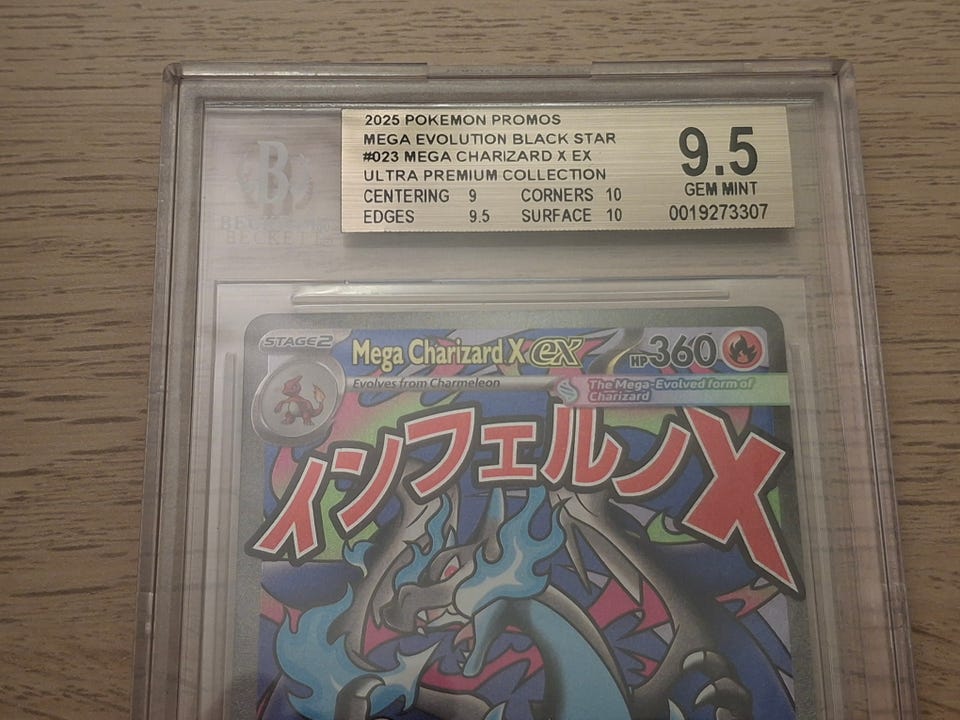 2025 POKEMON PROMOS
MEGA EVOLUTION BLACK STAR
#023 MEGA CHARIZARD X EX
ULTRA PREMIUM COLLECTION
CENTERING 9 CORNERS 10
EDGES 9.5 SURFACE 10
9.5
GEM MINT
0019273307
B
BECKETT
STAGE2 Mega Charizard X ex HP360
Evolves from Charmeleon
The Mega-Evolved form of
Charizard
インフェルノX